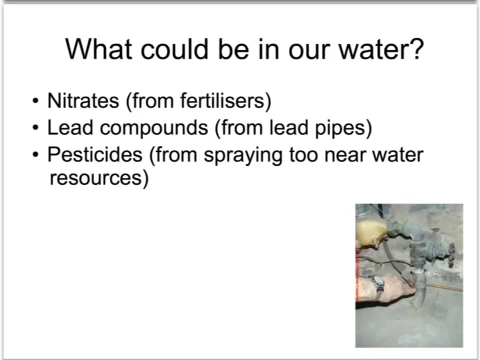 What could be in our water?
• Nitrates (from fertilisers)
• Lead compounds (from lead pipes)
• Pesticides (from spraying too near water
resources)